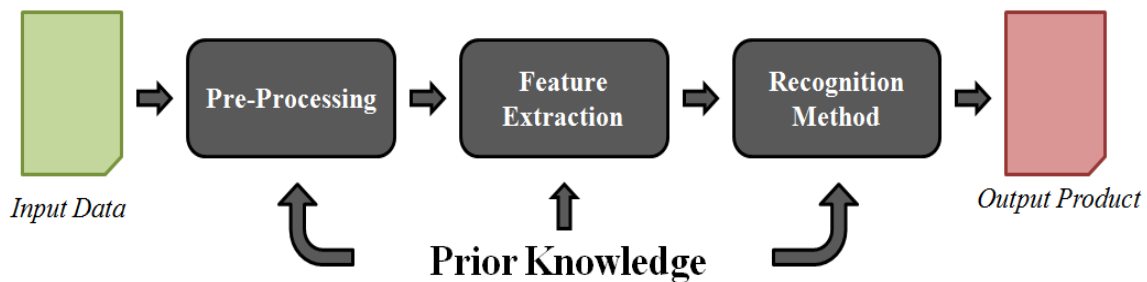 Pre-Processing
Feature
Extraction
Recognition
Method
Input Data
Output Product
Prior Knowledge